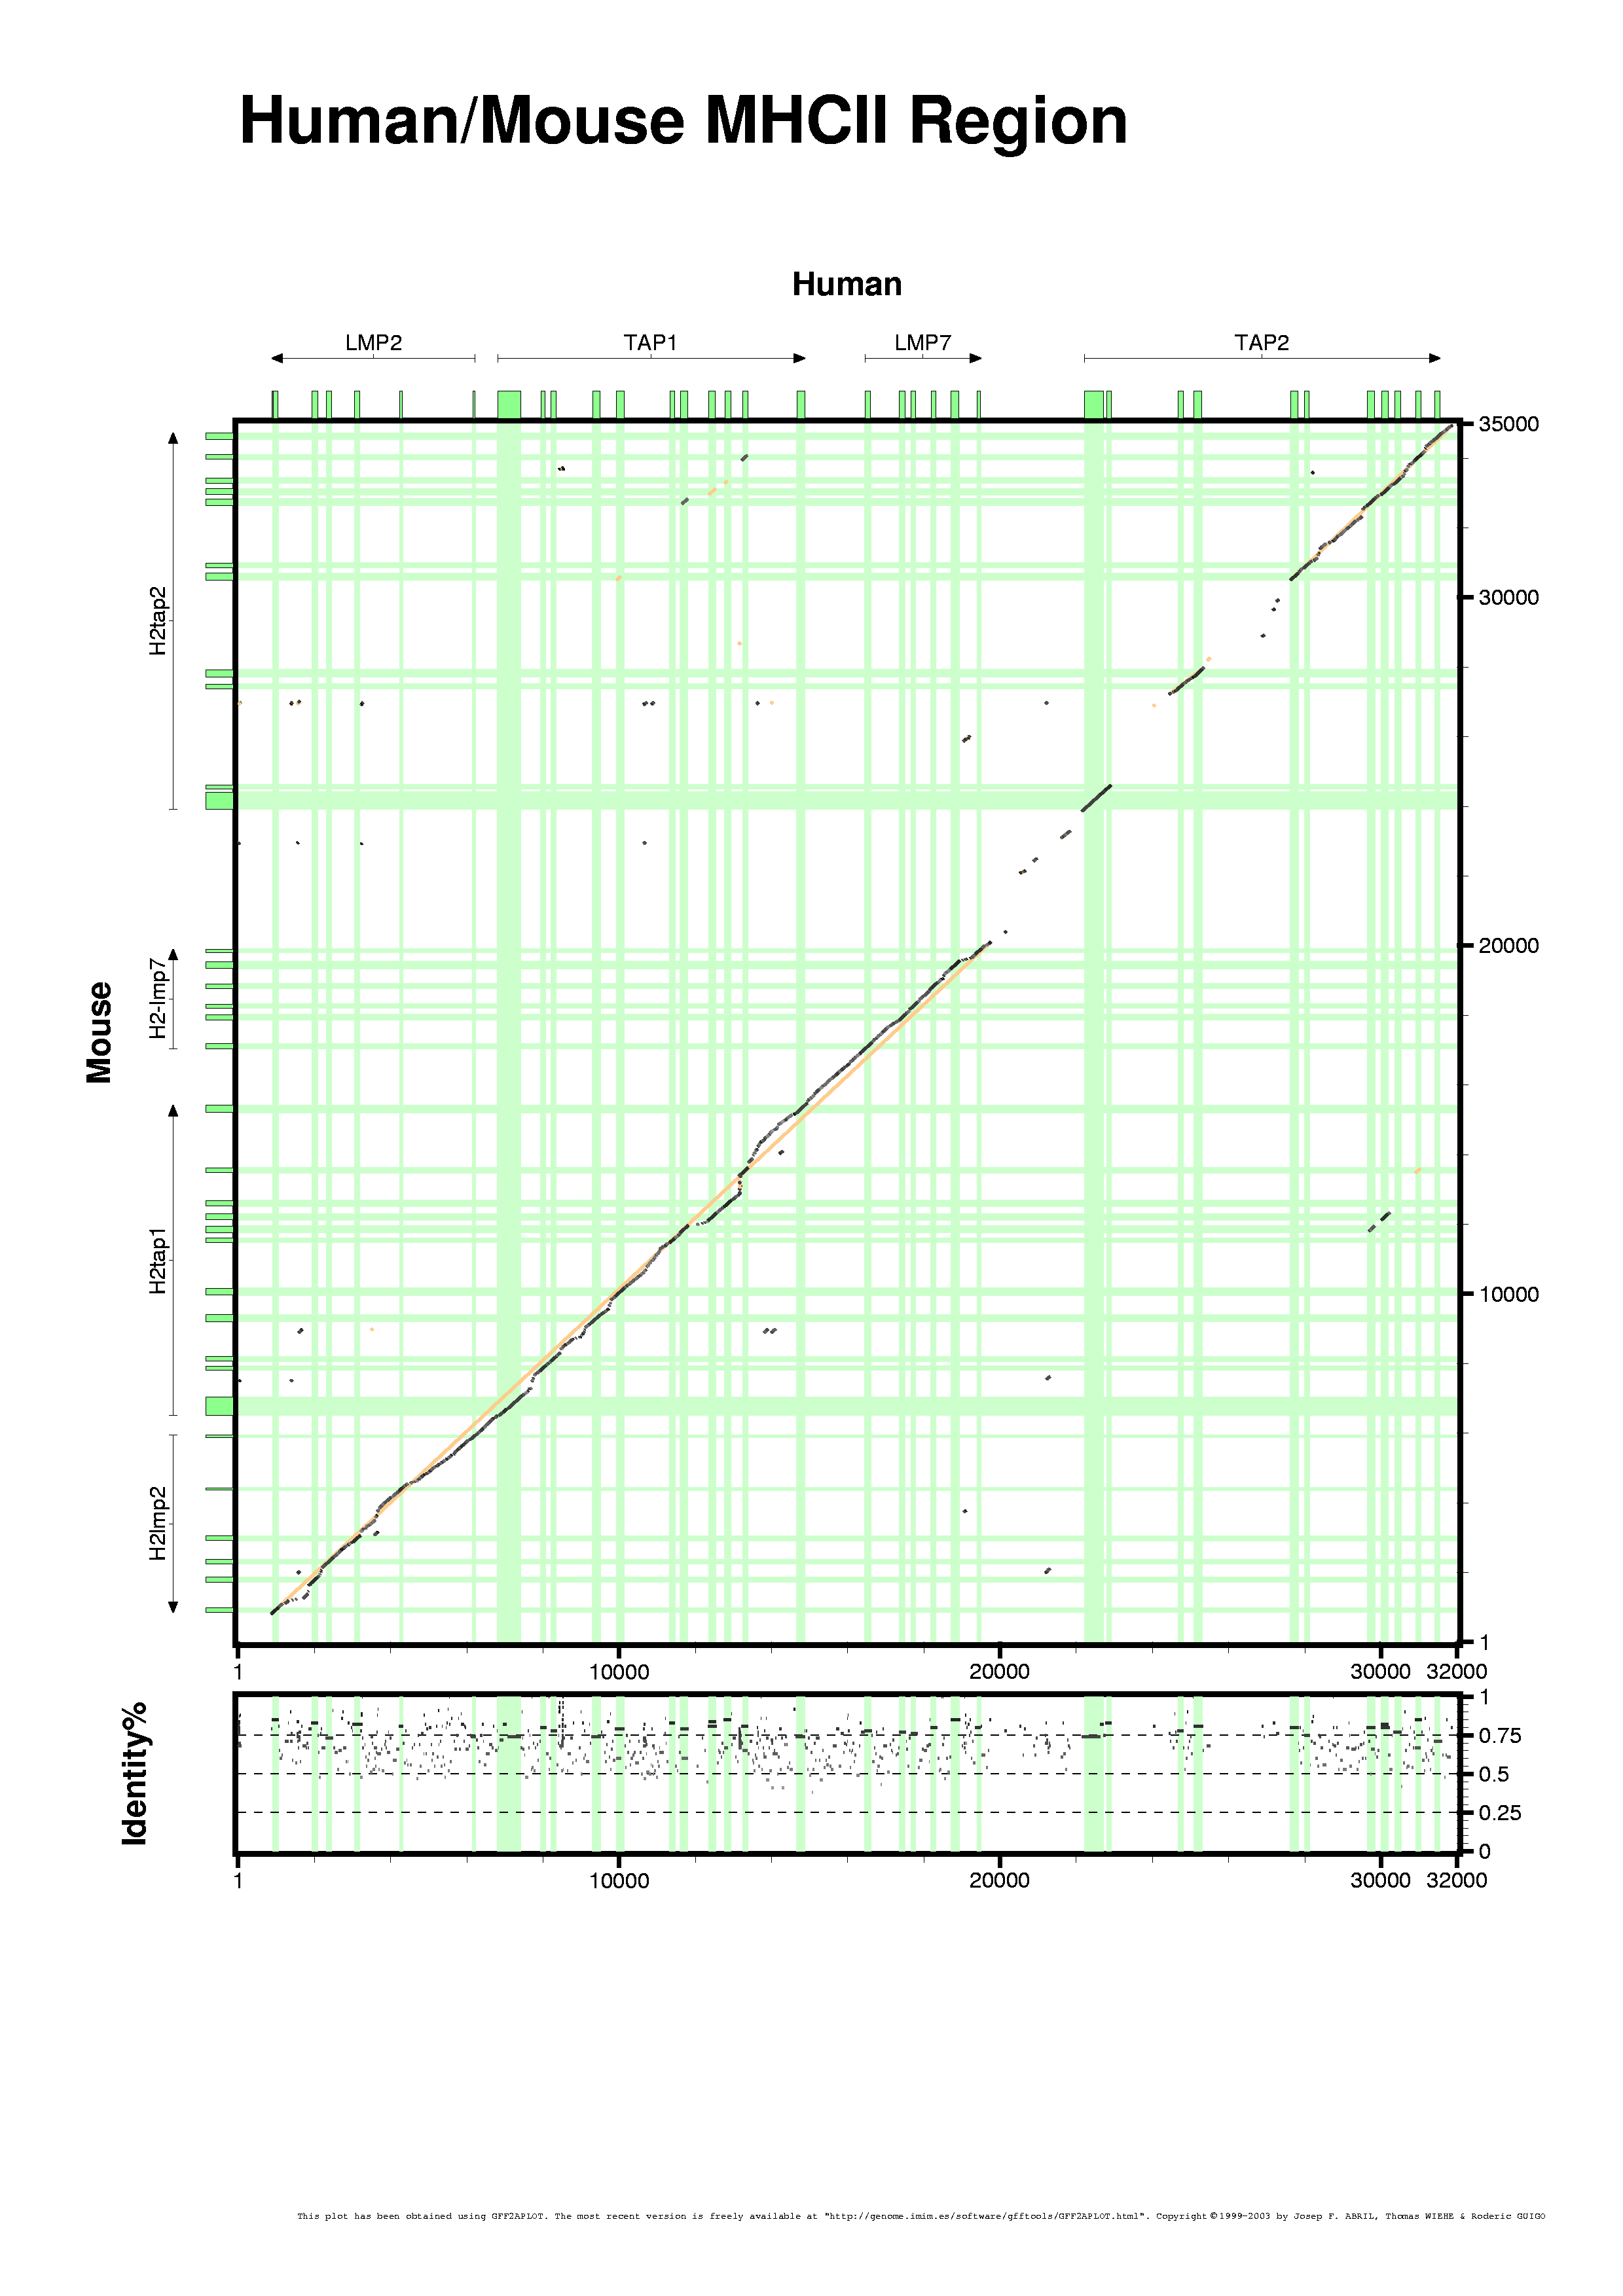 Human/Mouse MHCII Region
Human
LMP2 TAP1 LMP7 TAP2
35000
30000
20000
10000
1
Mouse
H2tap2
H2-lmp7
H2tap1
H2lmp2
1 10000 20000 30000 32000
Identity%
1
0.75
0.5
0.25
0
1 10000 20000 30000 32000
This plot has been obtained using GFF2APLOT. The most recent version is freely available at "http://genome.imim.es/software/gfftools/GFF2APLOT.html". Copyright ©1999-2003 by Josep F. ABRIL, Thomas WIEHE & Roderic GUIGO